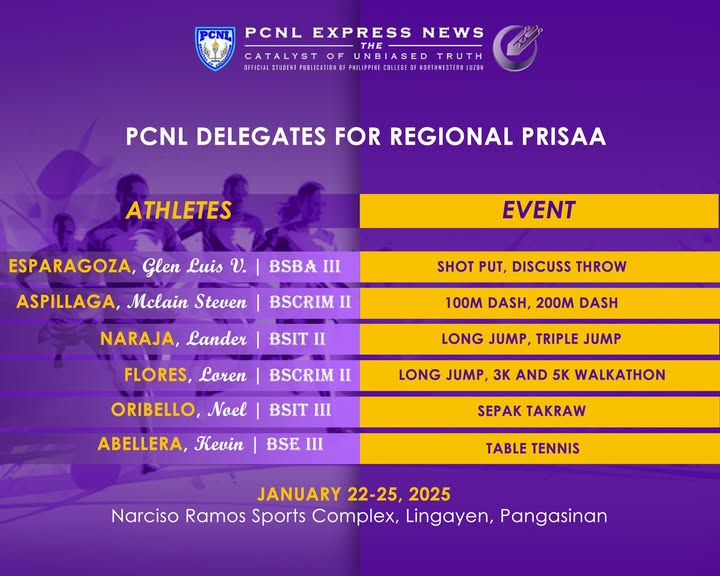 PCNL
PCNL EXPRESS NEWS
THE
CATALYST OF UNBIASED TRUTH
OFFICIAL STUDENT PUBLICATION OF PHILIPPINE COLLEGE OF NORTHWESTERN LUZON
PCNL DELEGATES FOR REGIONAL PRISAA
ATHLETES EVENT
ESPARAGOZA, Glen Luis V. | BSBA III SHOT PUT, DISCUSS THROW
ASPILLAGA, Mclain Steven | BSCRIM II 100M DASH, 200M DASH
NARAJA, Lander | BSIT II LONG JUMP, TRIPLE JUMP
FLORES, Loren | BSCRIM II LONG JUMP, 3K AND 5K WALKATHON
ORIBELLO, Noel | BSIT III SEPAK TAKRAW
ABELLERA, Kevin | BSE III TABLE TENNIS
JANUARY 22-25, 2025
Narciso Ramos Sports Complex, Lingayen, Pangasinan